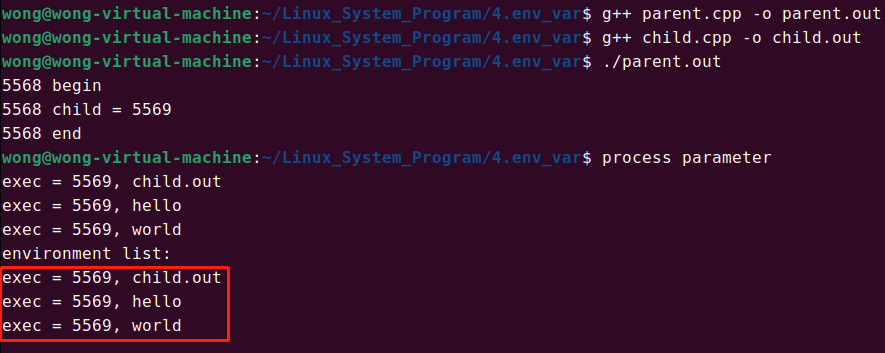 wong@wong-virtual-machine:~/Linux_System_Program/4.env_var$ g++ parent.cpp -o parent.out
wong@wong-virtual-machine:~/Linux_System_Program/4.env_var$ g++ child.cpp -o child.out
wong@wong-virtual-machine:~/Linux_System_Program/4.env_var$ ./parent.out
5568 begin
5568 child = 5569
5568 end
wong@wong-virtual-machine:~/Linux_System_Program/4.env_var$ process parameter
exec = 5569, child.out
exec = 5569, hello
exec = 5569, world
environment list:
exec = 5569, child.out
exec = 5569, hello
exec = 5569, world